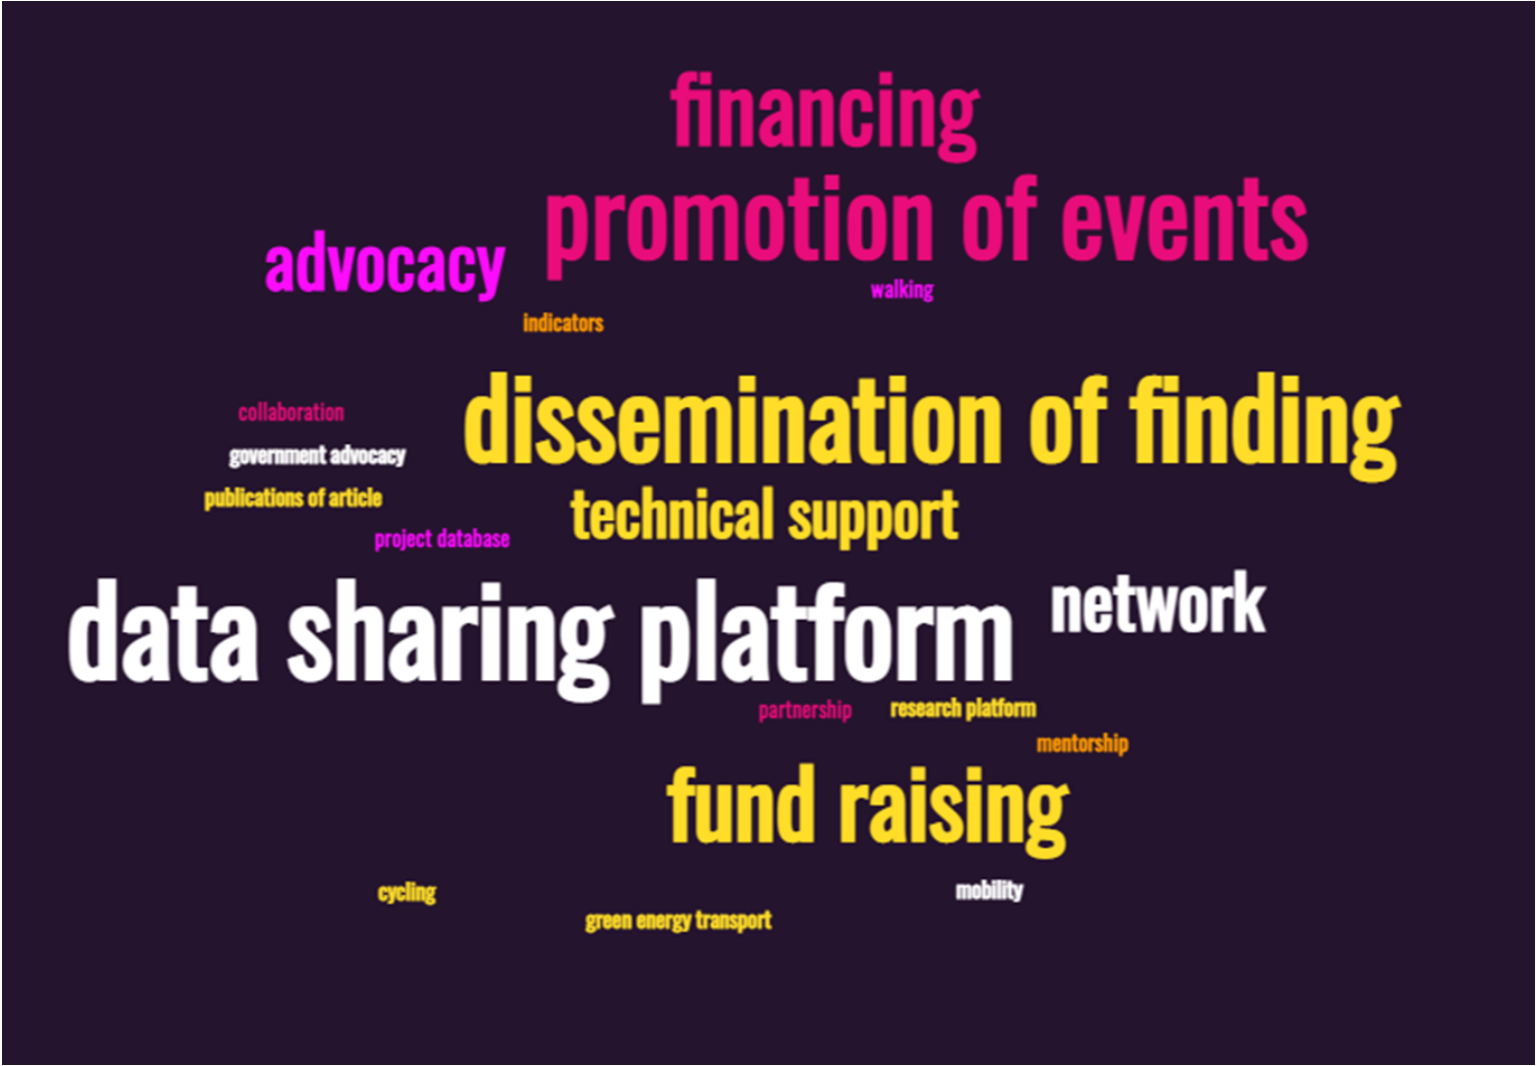 financing
promotion of events
advocacy
walking
indicators
dissemination of finding
collaboration
government advocacy
publications of article
technical support
project database
data sharing platform
network
partnership
research platform
mentorship
fund raising
cycling
mobility
green energy transport